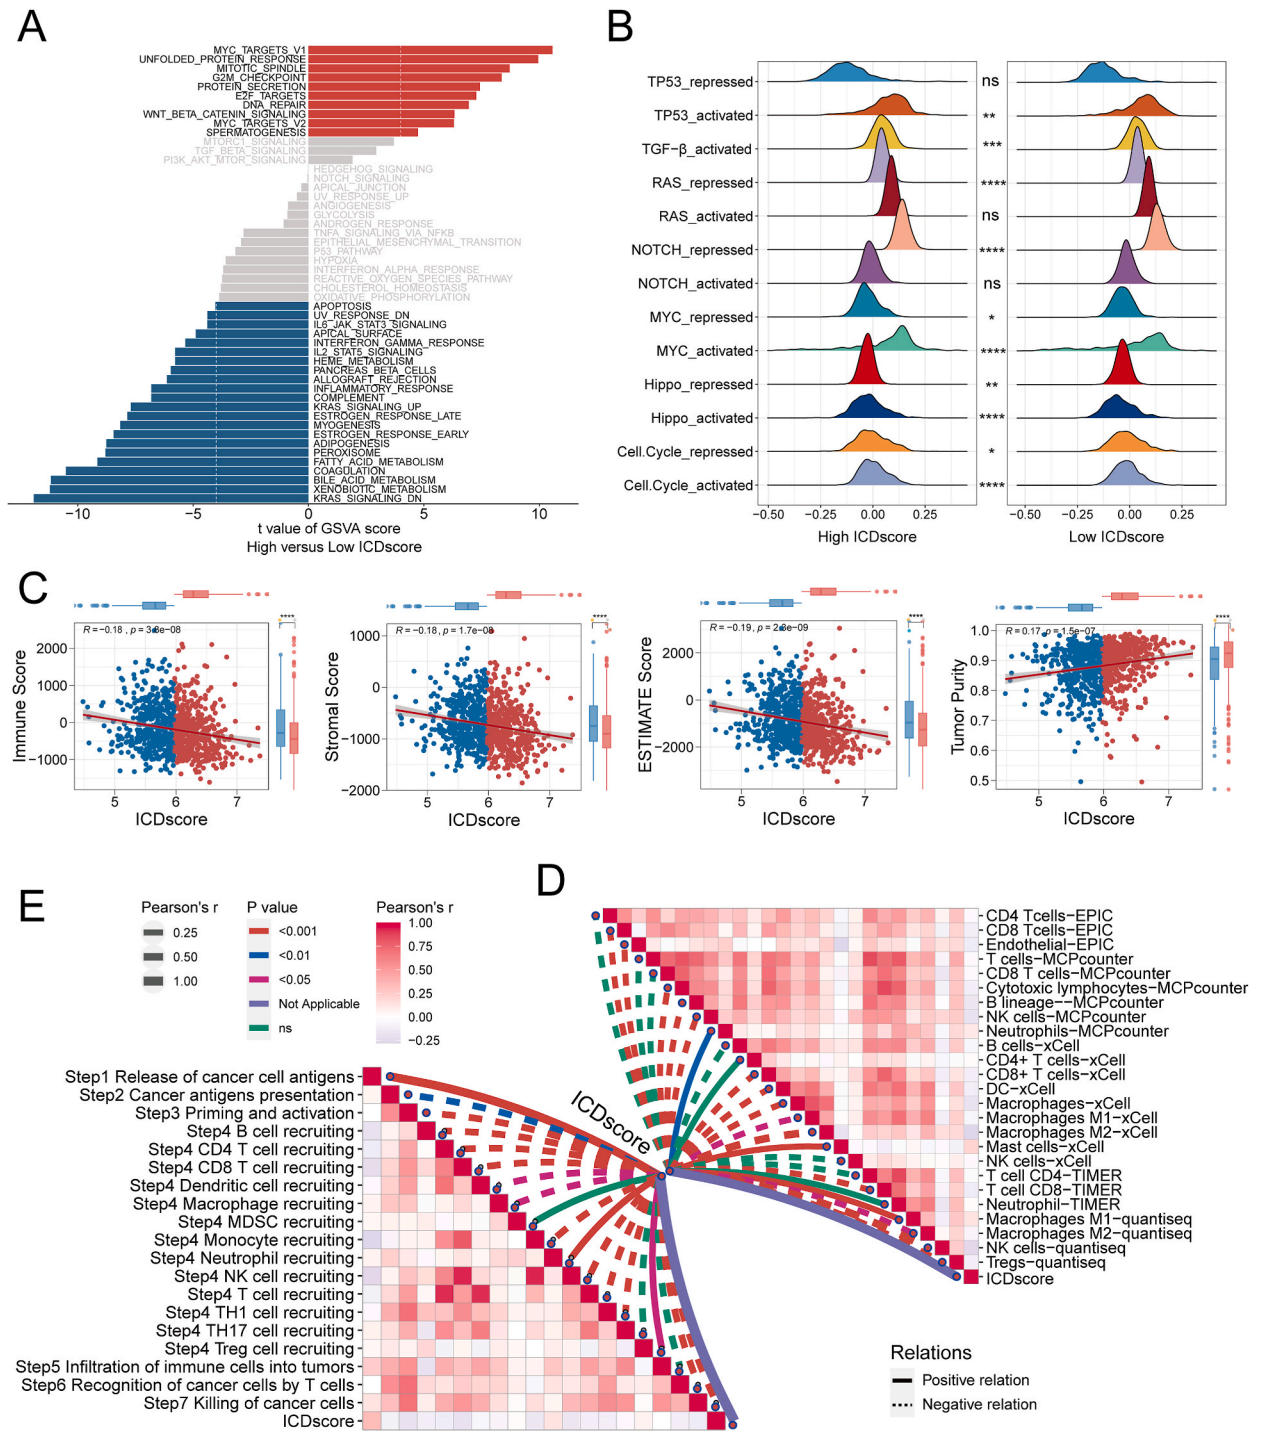 A
MYC_TARGETS_V1
UNFOLDED_PROTEIN_RESPONSE
MITOTIC_SPINDLE
G2M_CHECKPOINT
PROTEIN_SECRETION
E2F_TARGETS
DNA_REPAIR
WNT_BETA_CATENIN_SIGNALING
MYC_TARGETS_V2
SPERMATOGENESIS
MTORC1_SIGNALING
TGF_BETA_SIGNALING
PI3K_AKT_MTOR_SIGNALING
HEDGEHOG_SIGNALING
NOTCH_SIGNALING
APICAL_JUNCTION
UV_RESPONSE_UP
ANGIOGENESIS
GLYCOLYSIS
ANDROGEN_RESPONSE
TNFA_SIGNALING_VIA_NFKB
EPITHELIAL_MESENCHYMAL_TRANSITION
P53_PATHWAY
HYPOXIA
INTERFERON_ALPHA_RESPONSE
REACTIVE_OXYGEN_SPECIES_PATHWAY
CHOLESTEROL_HOMEOSTASIS
OXIDATIVE_PHOSPHORYLATION
APOPTOSIS
UV_RESPONSE_DN
IL6_JAK_STAT3_SIGNALING
APICAL_SURFACE
INTERFERON_GAMMA_RESPONSE
IL2_STAT5_SIGNALING
HEME_METABOLISM
PANCREAS_BETA_CELLS
ALLOGRAFT_REJECTION
INFLAMMATORY_RESPONSE
COMPLEMENT
KRAS_SIGNALING_UP
ESTROGEN_RESPONSE_LATE
MYOGENESIS
ESTROGEN_RESPONSE_EARLY
ADIPOGENESIS
PEROXISOME
FATTY_ACID_METABOLISM
COAGULATION
BILE_ACID_METABOLISM
XENOBIOTIC_METABOLISM
KRAS_SIGNALING_DN
−10 −5 0 5 10
t value of GSVA score
High versus Low ICDscore
B
TP53_repressed ns
TP53_activated **
TGF−β_activated ***
RAS_repressed ****
RAS_activated ns
NOTCH_repressed ****
NOTCH_activated ns
MYC_repressed *
MYC_activated ****
Hippo_repressed **
Hippo_activated ****
Cell.Cycle_repressed *
Cell.Cycle_activated ****
−0.50 −0.25 0.00 0.25 −0.50 −0.25 0.00 0.25
High ICDscore Low ICDscore
C
****
R = −0.18 , p = 3.8e−08
Immune Score
2000
1000
0
−1000
5 6 7
ICDscore
****
R = −0.18 , p = 1.7e−08
Stromal Score
1000
0
−1000
−2000
5 6 7
ICDscore
****
ESTIMATE Score
2000
0
−2000
5 6 7
ICDscore
****
R = 0.17, p = 1.5e−07
Tumor Purity
1.0
0.9
0.8
0.7
0.6
0.5
5 6 7
ICDscore
D
CD4 Tcells−EPIC
CD8 Tcells−EPIC
Endothelial−EPIC
T cells−MCPcounter
CD8 T cells−MCPcounter
Cytotoxic lymphocytes−MCPcounter
B lineage−−MCPcounter
NK cells−MCPcounter
Neutrophils−MCPcounter
B cells−xCell
CD4+ T cells−xCell
CD8+ T cells−xCell
DC−xCell
Macrophages−xCell
Macrophages M1−xCell
Macrophages M2−xCell
Mast cells−xCell
NK cells−xCell
T cell CD4−TIMER
T cell CD8−TIMER
Neutrophil−TIMER
Macrophages M1−quantiseq
Macrophages M2−quantiseq
NK cells−quantiseq
Tregs−quantiseq
ICDscore
E
Pearson's r
0.25
0.50
1.00
P value
<0.001
<0.01
<0.05
Not Applicable
ns
Pearson's r
1.00
0.75
0.50
0.25
0.00
−0.25
ICDscore
Step1 Release of cancer cell antigens
Step2 Cancer antigens presentation
Step3 Priming and activation
Step4 B cell recruiting
Step4 CD4 T cell recruiting
Step4 CD8 T cell recruiting
Step4 Dendritic cell recruiting
Step4 Macrophage recruiting
Step4 MDSC recruiting
Step4 Monocyte recruiting
Step4 Neutrophil recruiting
Step4 NK cell recruiting
Step4 T cell recruiting
Step4 TH1 cell recruiting
Step4 TH17 cell recruiting
Step4 Treg cell recruiting
Step5 Infiltration of immune cells into tumors
Step6 Recognition of cancer cells by T cells
Step7 Killing of cancer cells
ICDscore
Relations
Positive relation
Negative relation